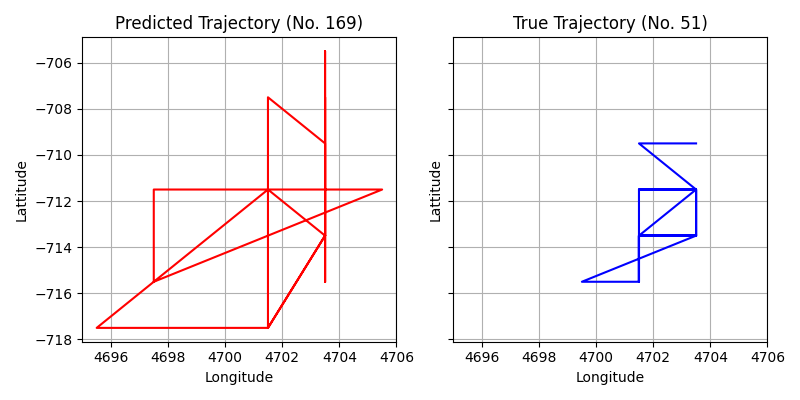 Predicted Trajectory (No. 169)
True Trajectory (No. 51)
Lattitude
−706
−708
−710
−712
−714
−716
−718
4696 4698 4700 4702 4704 4706
Longitude
Lattitude
4696 4698 4700 4702 4704 4706
Longitude